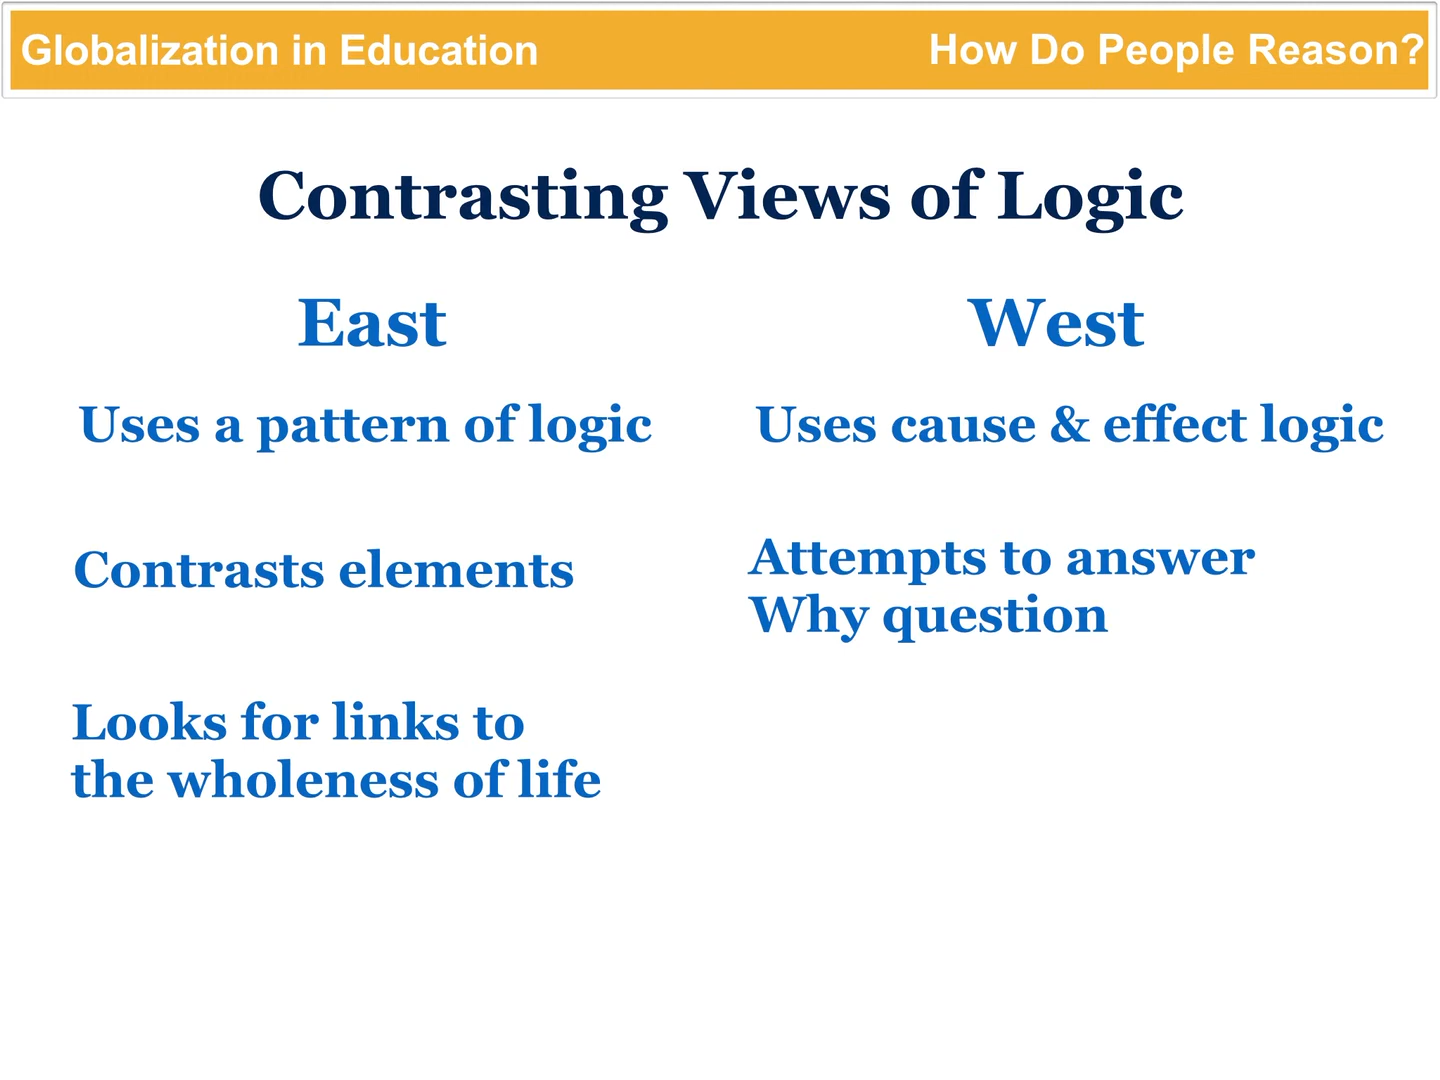 Globalization in Education
How Do People Reason?
Contrasting Views of Logic
East
West
Uses a pattern of logic
Uses cause & effect logic
Contrasts elements
Attempts to answer
Why question
Looks for links to
the wholeness of life